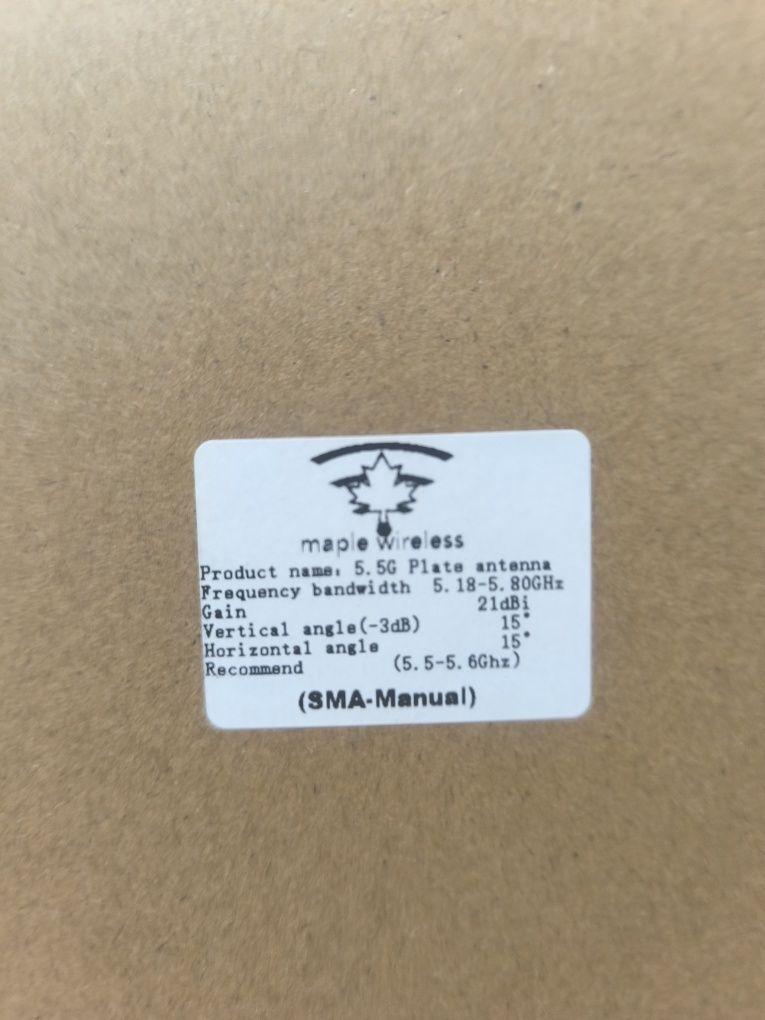 maple wireless
Product name: 5.5G Plate antenna
Frequency bandwidth 5.18-5.80GHz
Gain 21dBi
Vertical angle(-3dB) 15°
Horizontal angle 15°
Recommend (5.5-5.6Ghz)
(SMA-Manual)